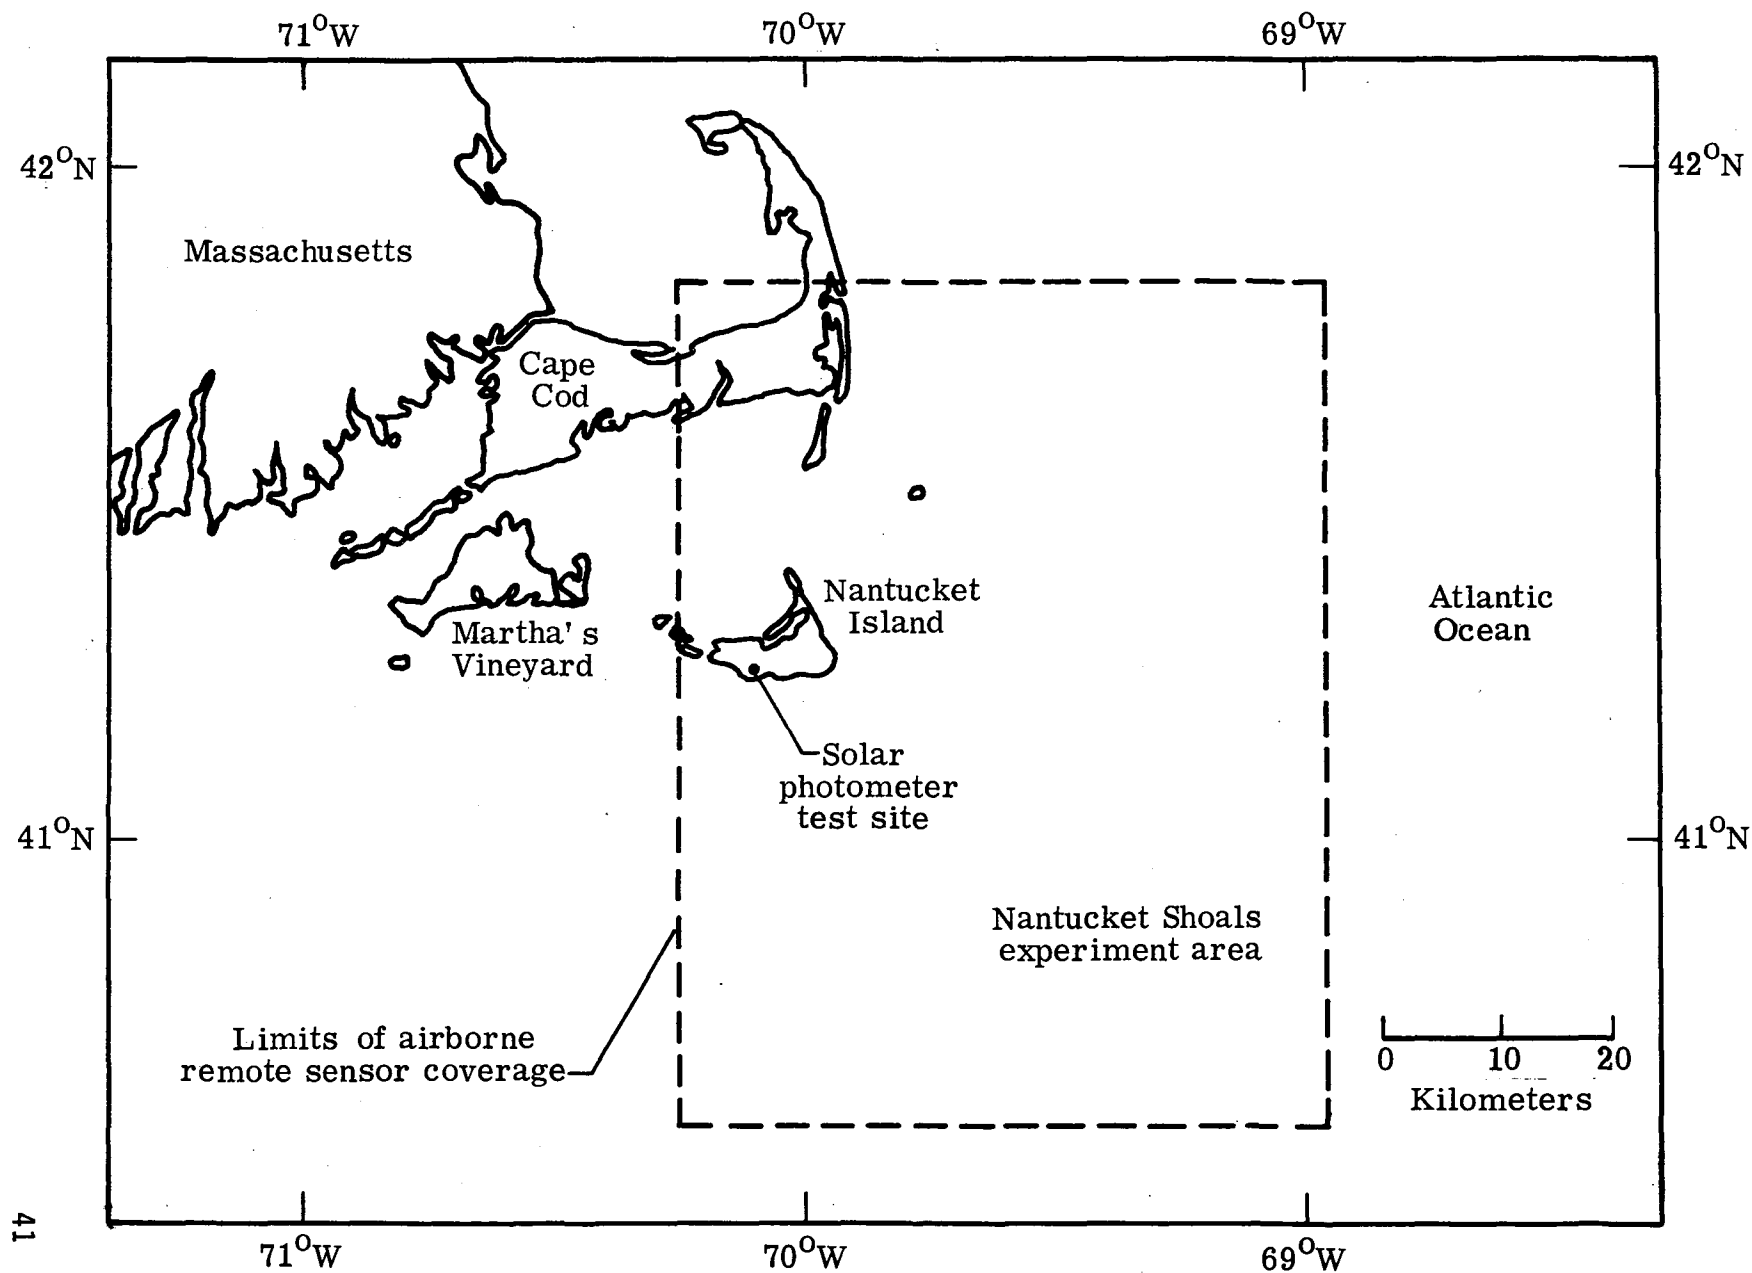 71°W 70°W 69°W
42°N 42°N
Massachusetts
Cape
Cod
Nantucket
Island
Atlantic
Ocean
Martha's
Vineyard
Solar
photometer
test site
41°N 41°N
Nantucket Shoals
experiment area
Limits of airborne
remote sensor coverage
0 10 20
Kilometers
41
71°W 70°W 69°W